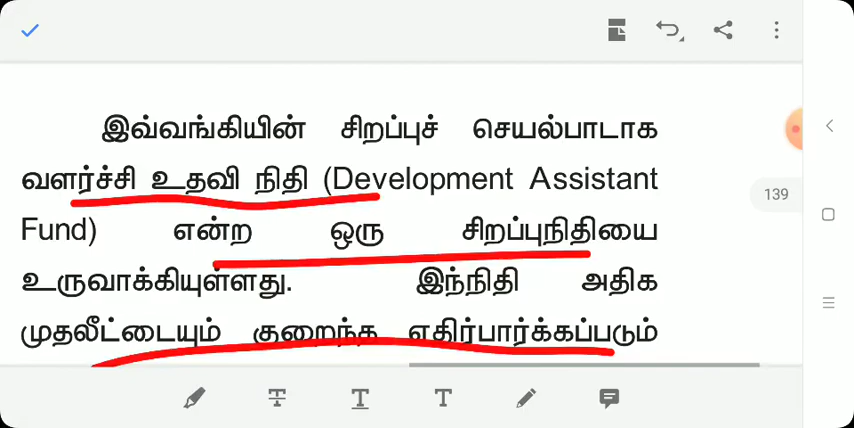 இவ்வங்கியின் சிறப்புச் செயல்பாடாக
வளர்ச்சி உதவி நிதி (Development Assistant
139
Fund) என்ற ஒரு சிறப்புநிதியை
உருவாக்கியுள்ளது. இந்நிதி அதிக
முதலீட்டையும் குறைந்த எதிர்பார்க்கப்படும்